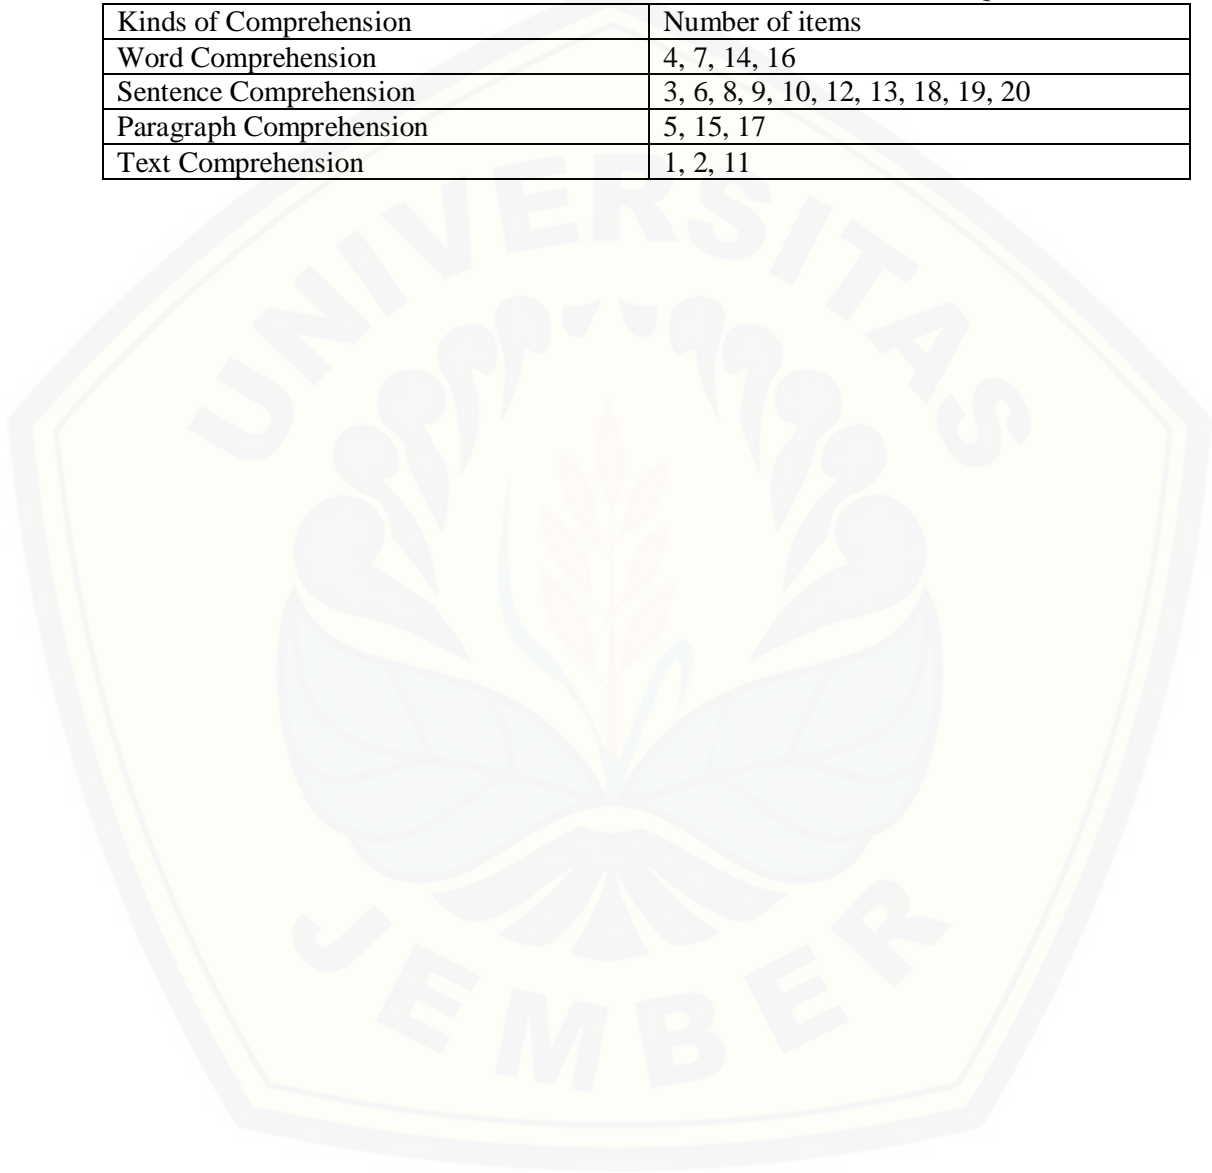 Kinds of Comprehension Number of items
Word Comprehension 4, 7, 14, 16
Sentence Comprehension 3, 6, 8, 9, 10, 12, 13, 18, 19, 20
Paragraph Comprehension 5, 15, 17
Text Comprehension 1, 2, 11
UNIVERSITAS
JEMBER